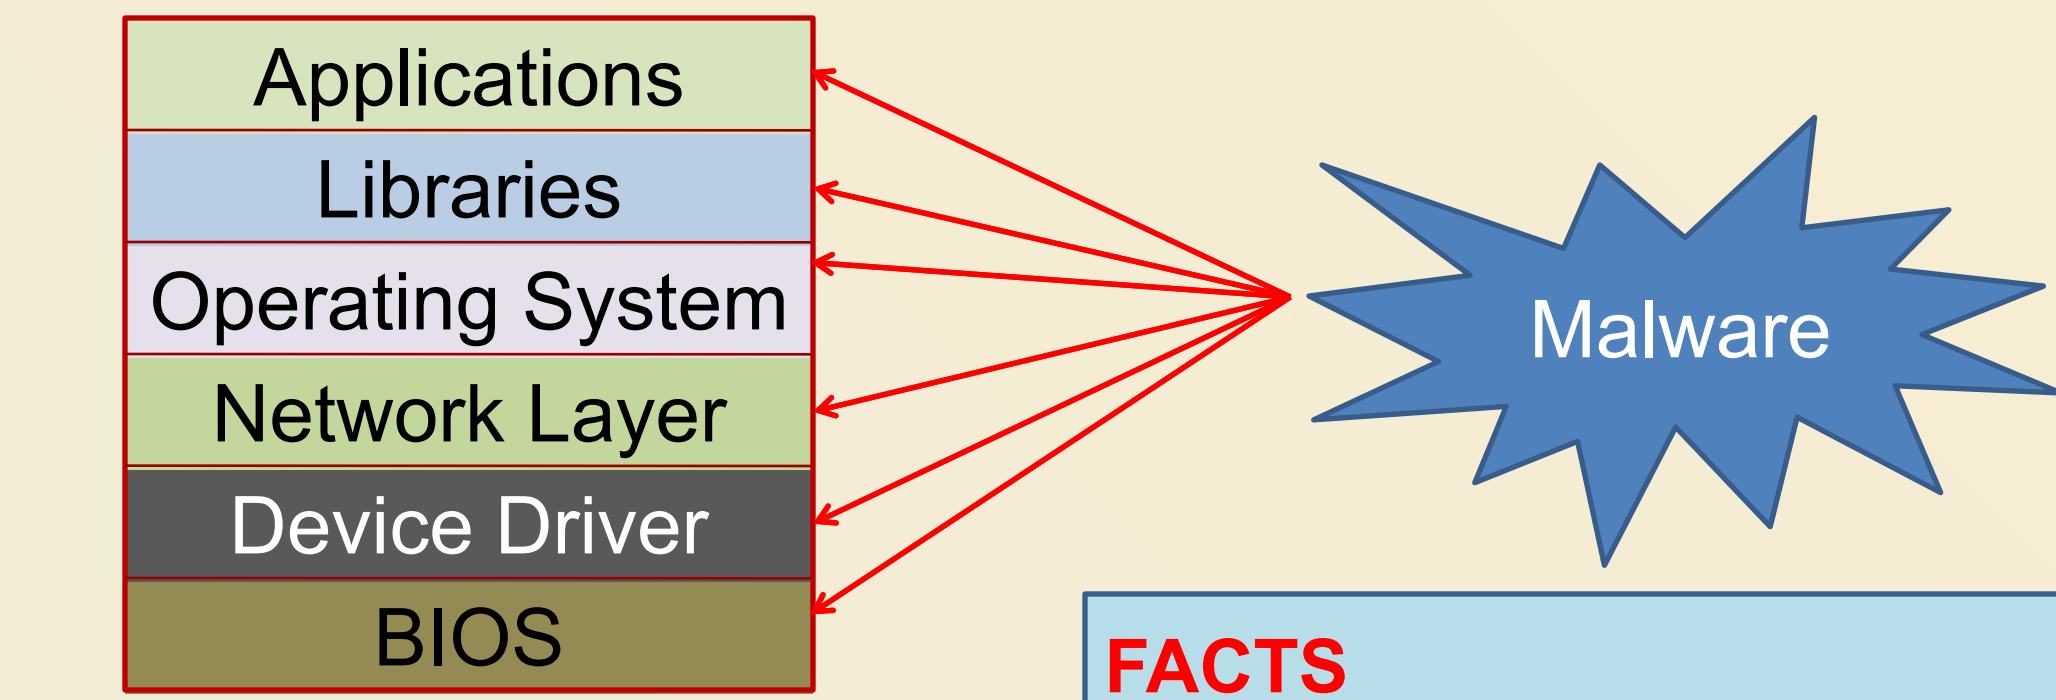 Applications
Libraries
Operating System
Network Layer
Device Driver
BIOS
Malware
FACTS